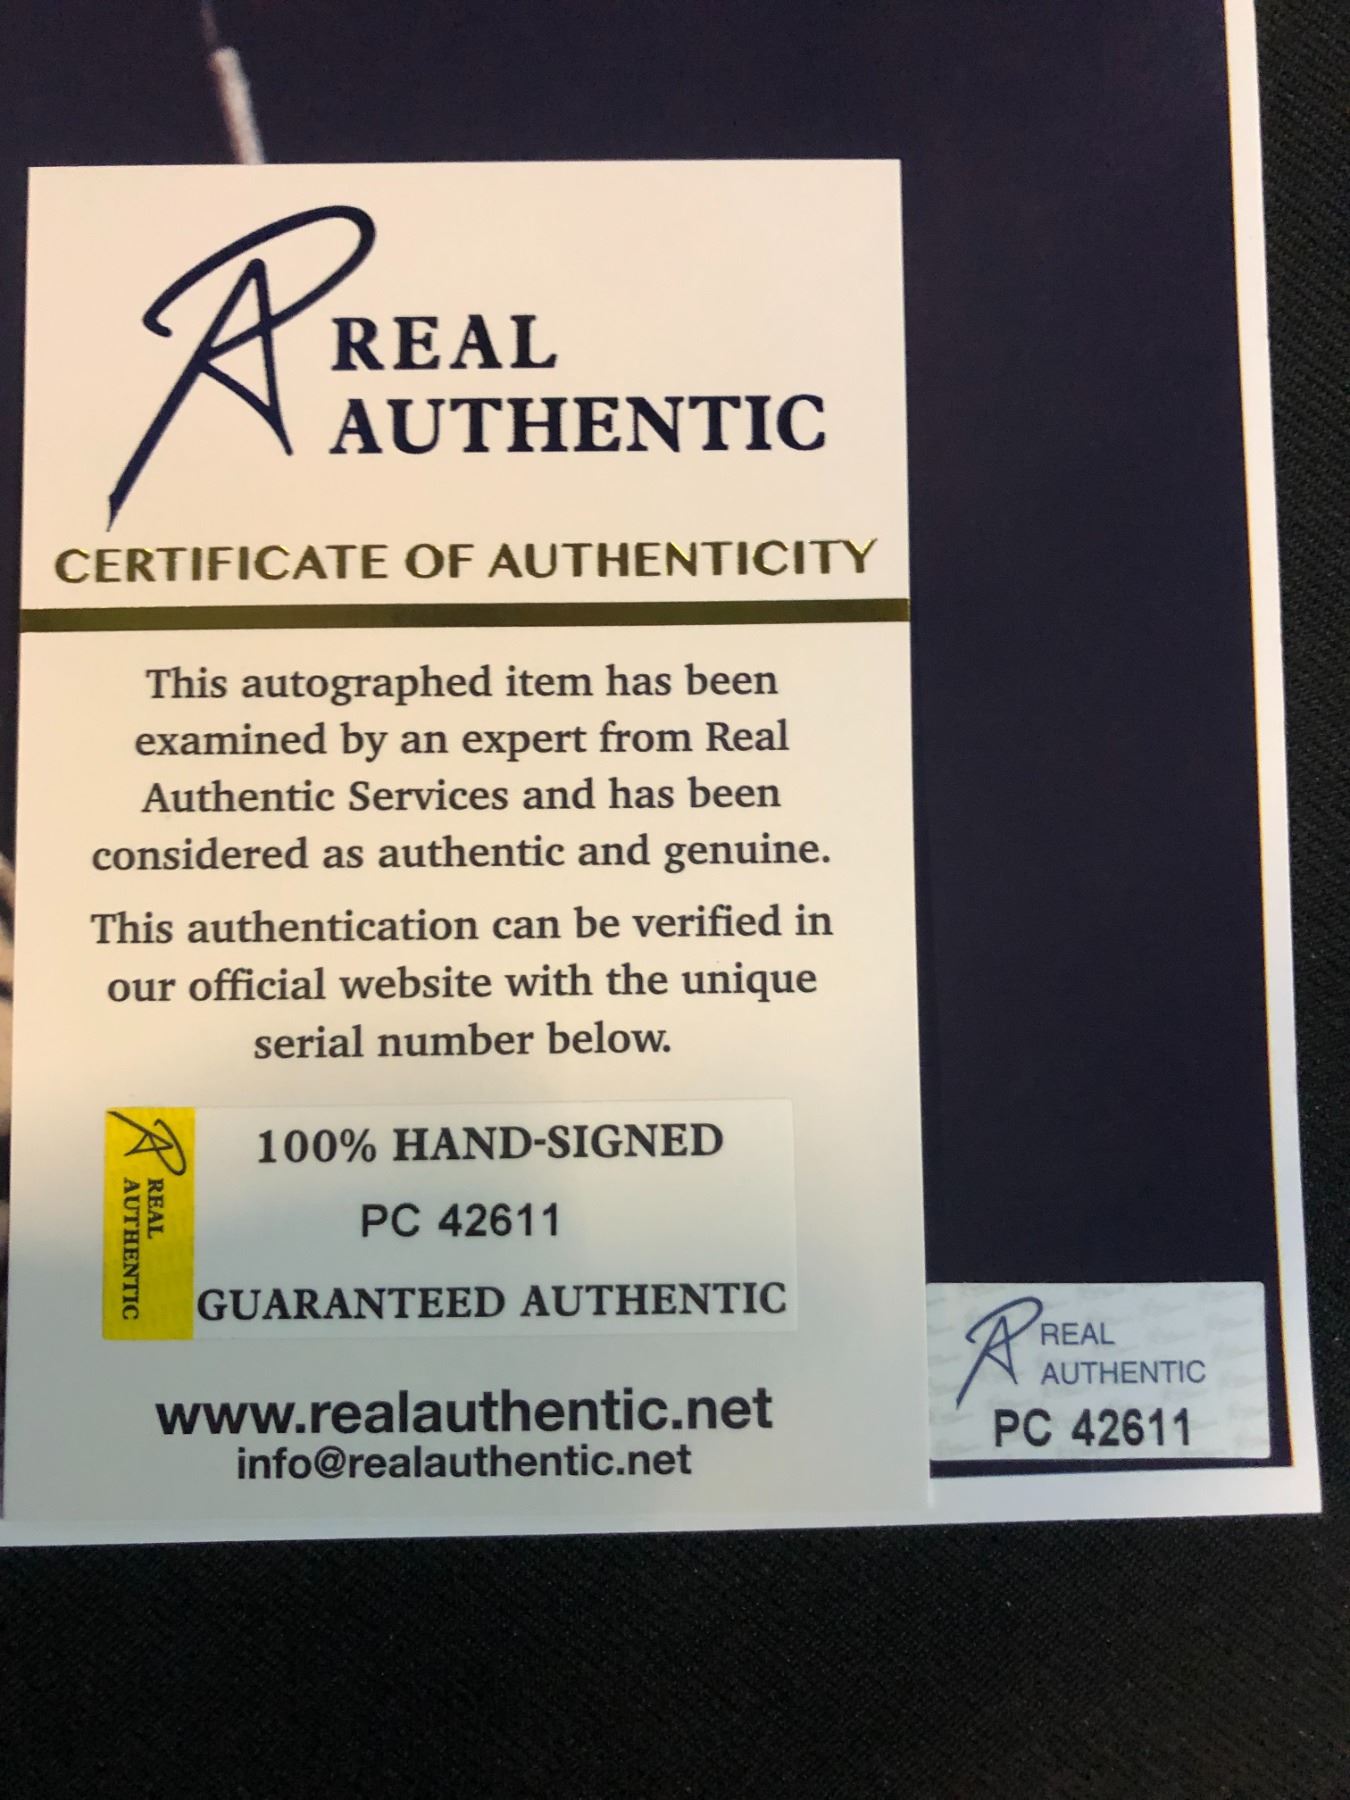 REAL
AUTHENTIC
CERTIFICATE OF AUTHENTICITY
This autographed item has been
examined by an expert from Real
Authentic Services and has been
considered as authentic and genuine.
This authentication can be verified in
our official website with the unique
serial number below.
REAL
AUTHENTIC
100% HAND-SIGNED
PC 42611
GUARANTEED AUTHENTIC
www.realauthentic.net
info@realauthentic.net
REAL
AUTHENTIC
PC 42611